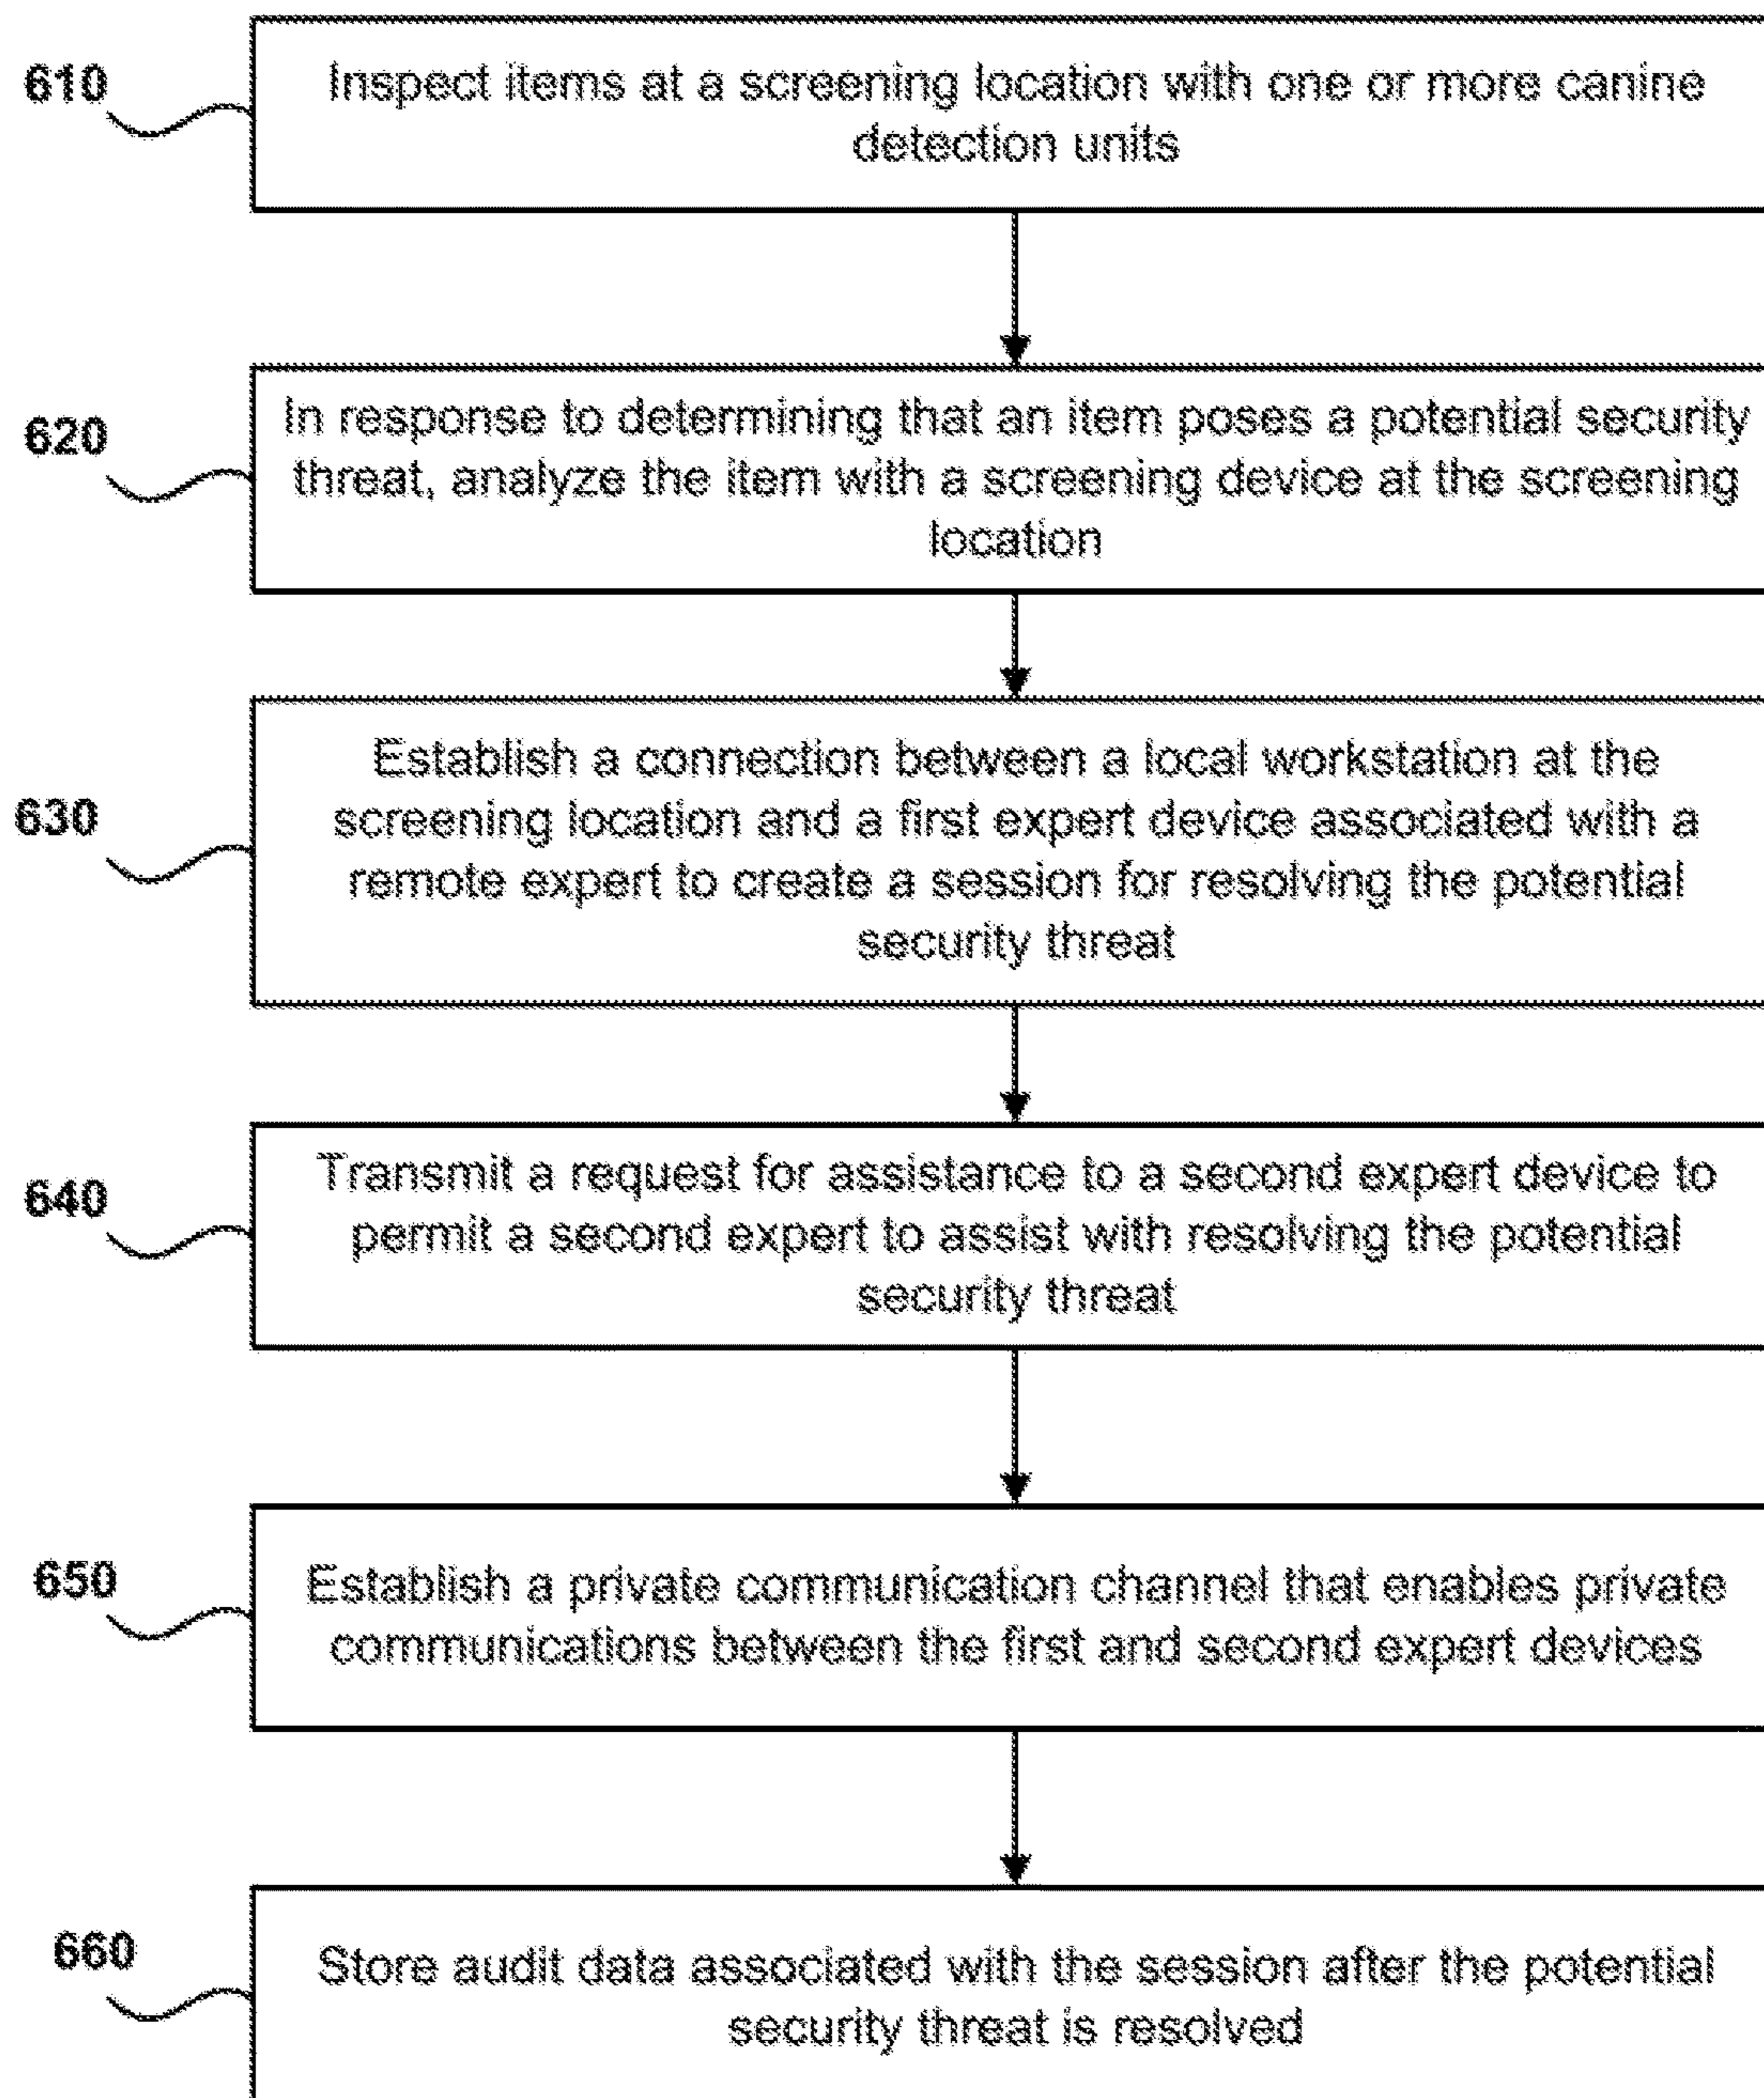 610
Inspect items at a screening location with one or more canine
detection units
620
In response to determining that an item poses a potential security
threat, analyze the item with a screening device at the screening
location
630
Establish a connection between a local workstation at the
screening location and a first expert device associated with a
remote expert to create a session for resolving the potential
security threat
640
Transmit a request for assistance to a second expert device to
permit a second expert to assist with resolving the potential
security threat
650
Establish a private communication channel that enables private
communications between the first and second expert devices
660
Store audit data associated with the session after the potential
security threat is resolved